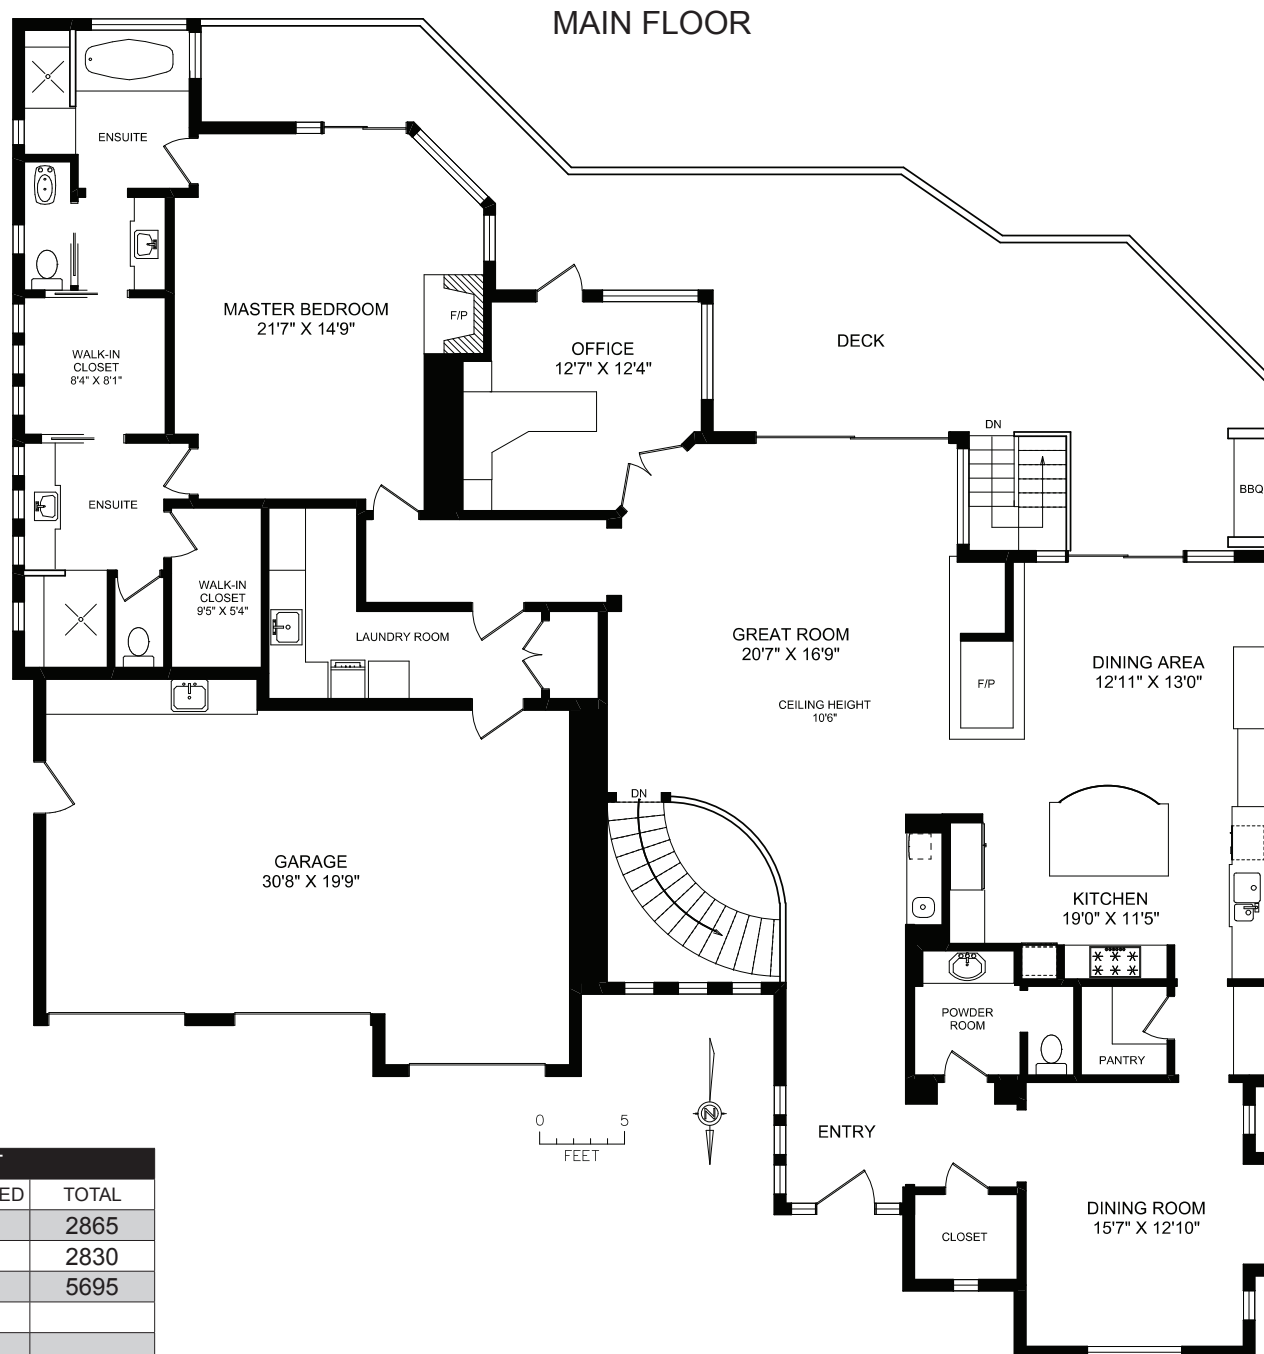 MAIN FLOOR
ENSUITE
MASTER BEDROOM
21'7" X 14'9"
F/P
OFFICE
12'7" X 12'4"
DECK
WALK-IN
CLOSET
8'4" X 8'1"
DN
BBQ
ENSUITE
WALK-IN
CLOSET
9'5" X 5'4"
LAUNDRY ROOM
GREAT ROOM
20'7" X 16'9"
CEILING HEIGHT
10'6"
F/P
DINING AREA
12'11" X 13'0"
DN
GARAGE
30'8" X 19'9"
KITCHEN
19'0" X 11'5"
POWDER
ROOM
PANTRY
0 5
FEET
N
ENTRY
CLOSET
DINING ROOM
15'7" X 12'10"
ED TOTAL
2865
2830
5695